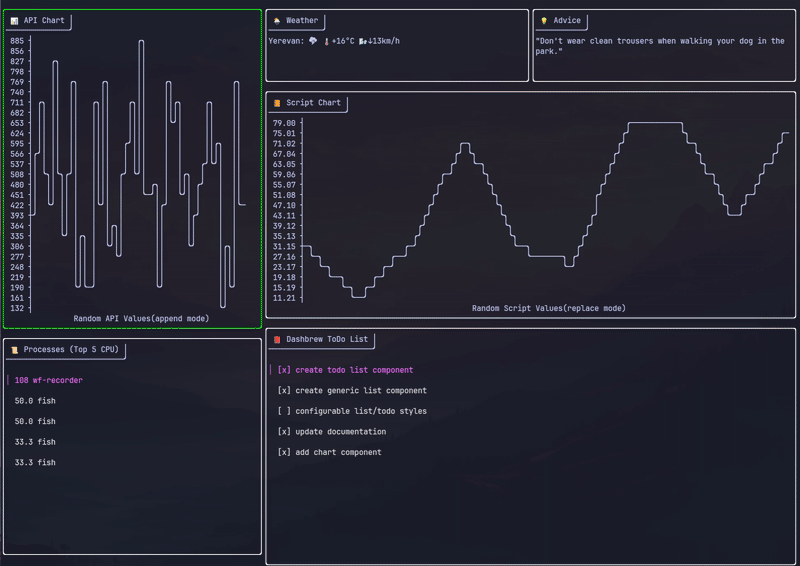 API Chart
885
856
827
798
769
740
711
682
653
624
595
566
537
508
480
451
422
393
364
335
306
277
248
219
190
161
132
Random API Values(append mode)
Weather
Yerevan: +16°C ↓13km/h
Advice
"Don't wear clean trousers when walking your dog in the
park."
Script Chart
79.00
75.01
71.02
67.04
63.05
59.06
55.07
51.08
47.10
43.11
39.12
35.13
31.15
27.16
23.17
19.18
15.19
11.21
Random Script Values(replace mode)
Processes (Top 5 CPU)
108 wf-recorder
50.0 fish
50.0 fish
33.3 fish
33.3 fish
Dashbrew ToDo List
[x] create todo list component
[x] create generic list component
[ ] configurable list/todo styles
[x] update documentation
[x] add chart component